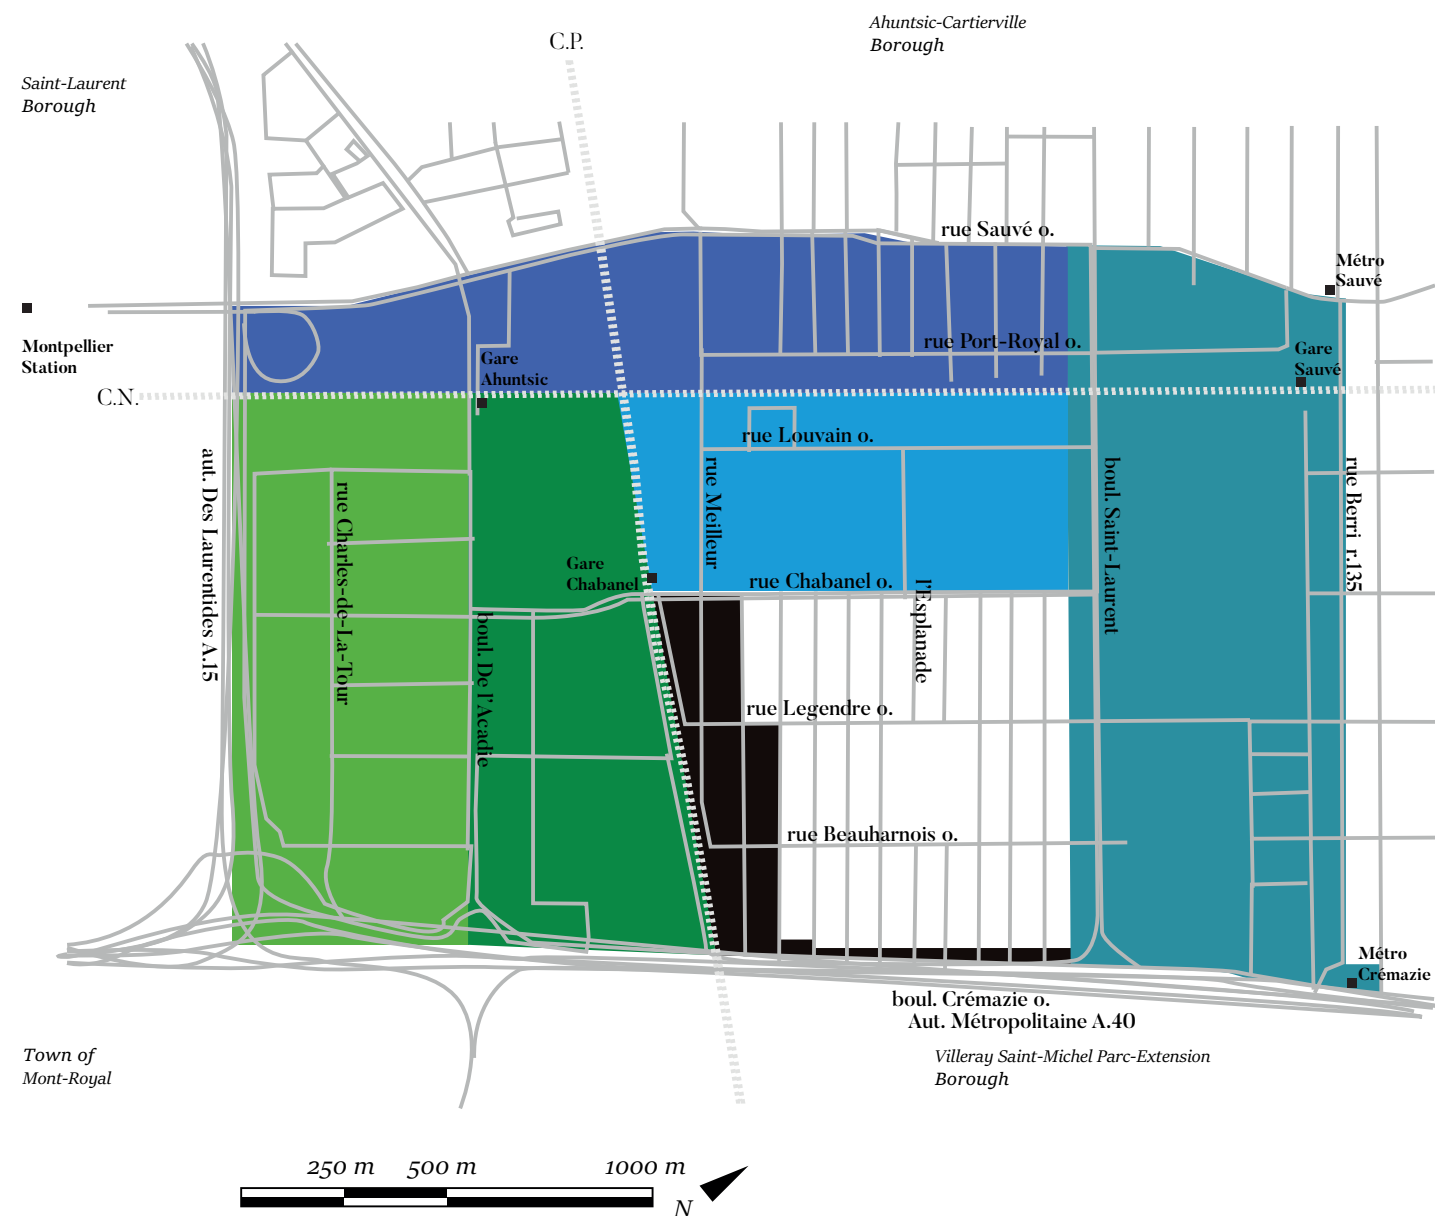 Ahuntsic-Cartierville
Borough
C.P.
Saint-Laurent
Borough
rue Sauvé o.
Métro
Sauvé
Montpellier
Station
rue Port-Royal o.
Gare
Ahuntsic
Gare
Sauvé
C.N.
rue Louvain o.
aut. Des Laurentides A.15
rue Charles-de-La-Tour
rue Meilleur
boul. Saint-Laurent
rue Berri r.135
Gare
Chabanel
rue Chabanel o.
l'Esplanade
boul. De l'Acadie
rue Legendre o.
rue Beauharnois o.
Métro
Crémazie
boul. Crémazie o.
Aut. Métropolitaine A.40
Town of
Mont-Royal
Villeray Saint-Michel Parc-Extension
Borough
250 m 500 m 1000 m
N